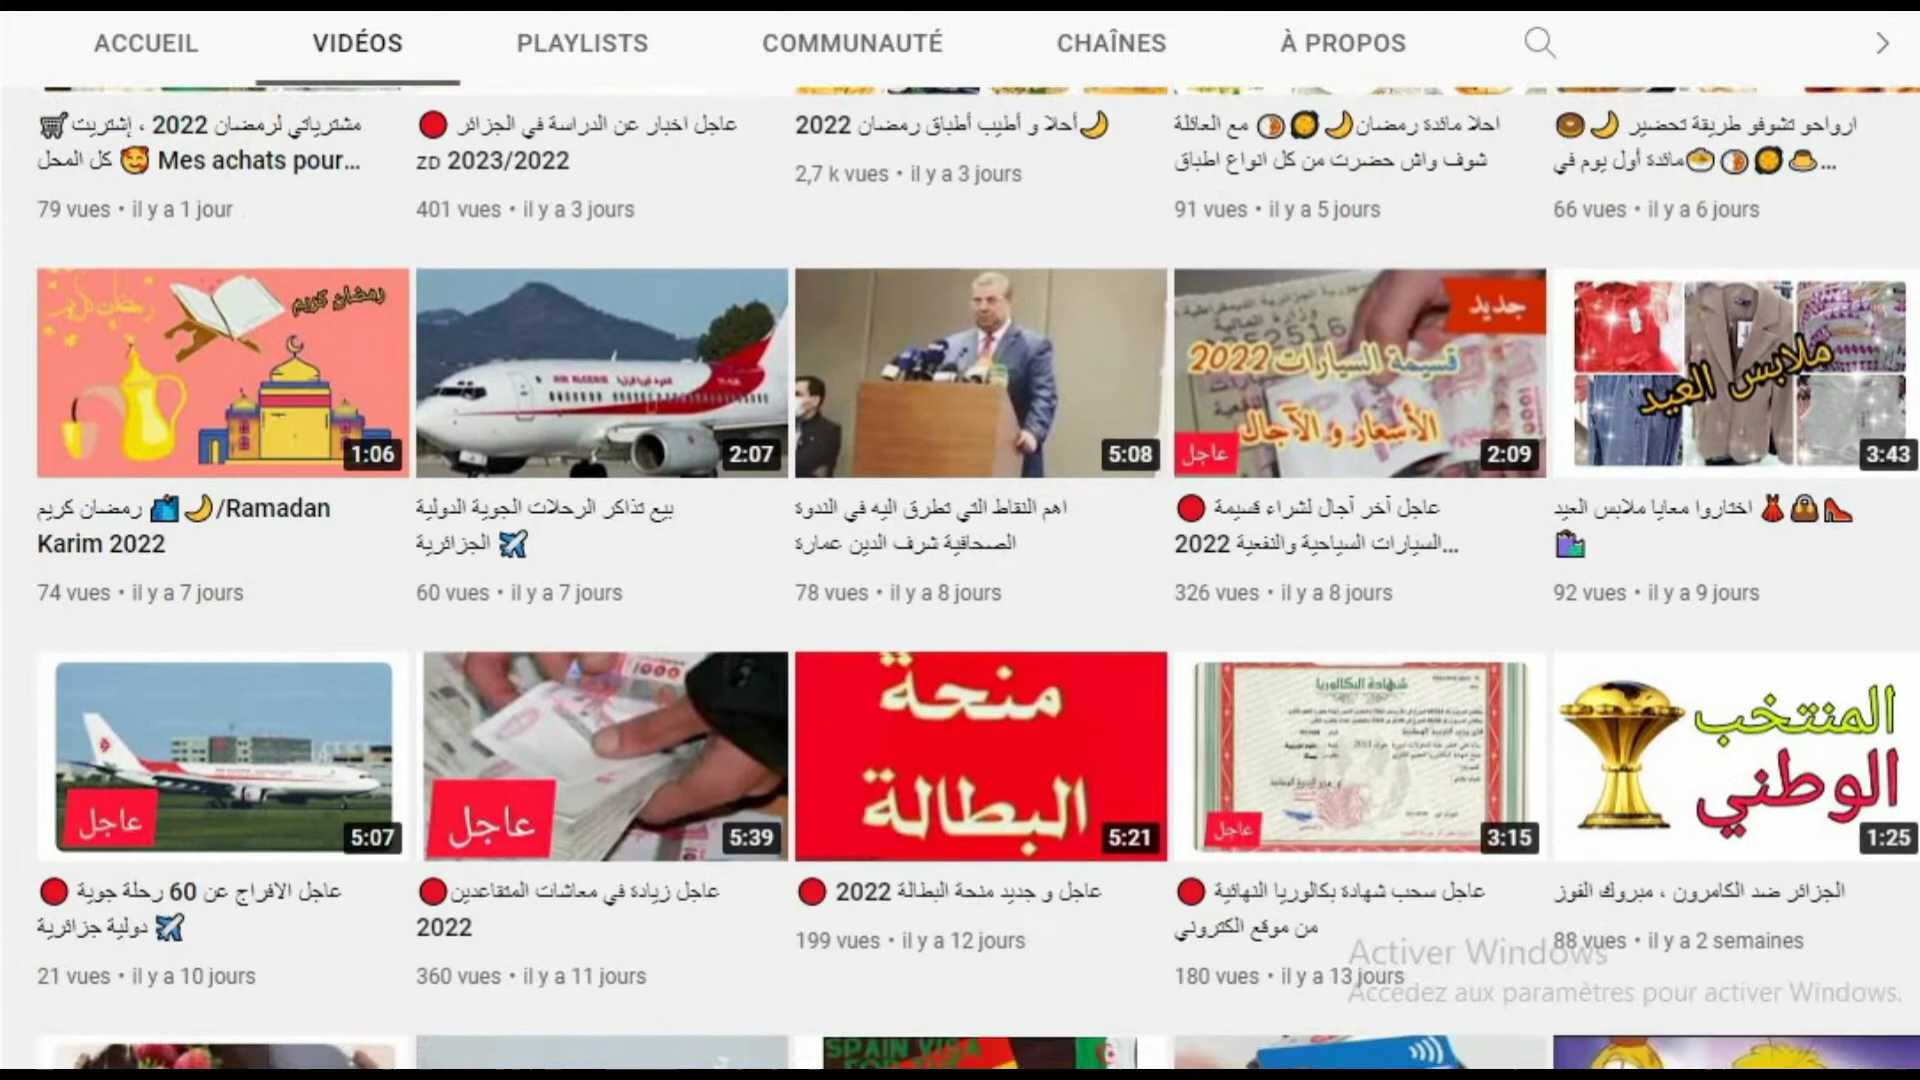 ACCUEIL
VIDÉOS
PLAYLISTS
COMMUNAUTÉ
CHAÎNES
À PROPOS
مشترياتي لرمضان 2022 ، إشتريت
كل المحل 🥰 Mes achats pour...
79 vues • il y a 1 jour
🔴 عاجل اخبار عن الدراسة في الجزائر
2023/2022 ZD
401 vues • il y a 3 jours
🌙أحلا و أطيب أطباق رمضان 2022
2,7 k vues • il y a 3 jours
احلا مائدة رمضان🌙🥘🍛 مع العائلة
شوف واش حضرت من كل انواع اطباق
91 vues • il y a 5 jours
ارواحو تشوفو طريقة تحضير 🌙 🍩
🍮🥘🍛🍲مائدة أول يوم في...
66 vues • il y a 6 jours
رمضان كريم
1:06
رمضان كريم 🕌🌙/Ramadan
Karim 2022
74 vues • il y a 7 jours
AIR ALGERIE
2:07
بيع تذاكر الرحلات الجوية الدولية
الجزائرية ✈️
60 vues • il y a 7 jours
5:08
اهم النقاط التي تطرق اليه في الندوة
الصحافية شرف الدين عمارة
78 vues • il y a 8 jours
جديد
قسيمة السيارات 2022
الأسعار و الآجال
عاجل
2:09
🔴 عاجل آخر آجال لشراء قسيمة
السيارات السياحية والنفعية 2022...
326 vues • il y a 8 jours
ملابس العيد
3:43
اختاروا معايا ملابس العيد 👗👜👠
🛍️
92 vues • il y a 9 jours
عاجل
5:07
🔴 عاجل الافراج عن 60 رحلة جوية
دولية جزائرية ✈️
21 vues • il y a 10 jours
1000
عاجل
5:39
🔴عاجل زيادة في معاشات المتقاعدين
2022
360 vues • il y a 11 jours
منحة
البطالة
5:21
🔴 عاجل و جديد منحة البطالة 2022
199 vues • il y a 12 jours
شهادة البكالوريا
عاجل
3:15
🔴 عاجل سحب شهادة بكالوريا النهائية
من موقع الكتروني
180 vues • il y a 13 jours
المنتخب
الوطني
1:25
الجزائر ضد الكامرون ، مبروك الفوز
88 vues • il y a 2 semaines
Activer Windows
Accédez aux paramètres pour activer Windows.
SPAIN VISA